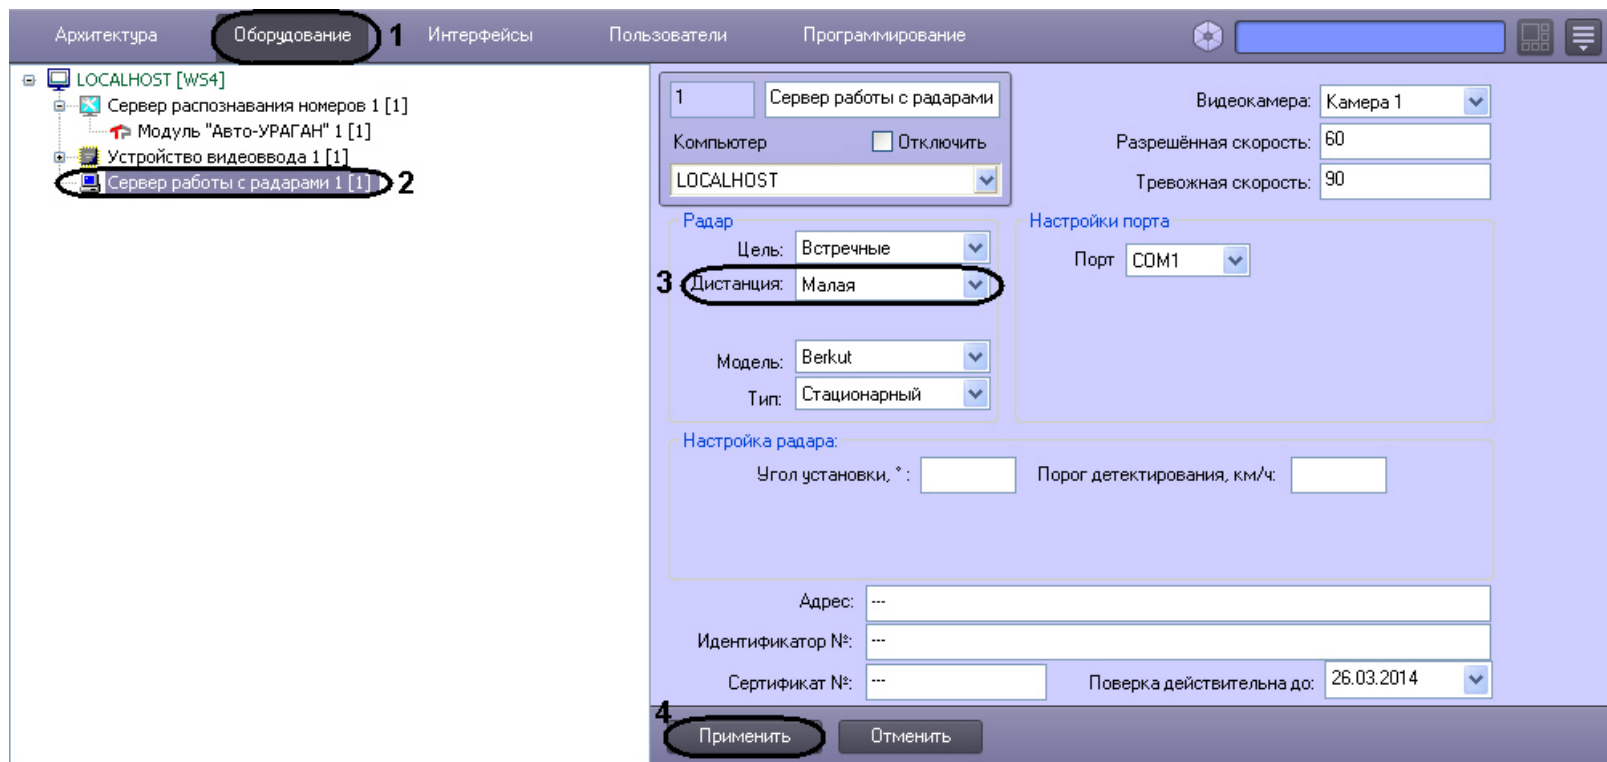 Архитектура Оборудование 1 Интерфейсы Пользователи Программирование
LOCALHOST [WS4]
Сервер распознавания номеров 1 [1]
Модуль "Авто-УРАГАН" 1 [1]
Устройство видеоввода 1 [1]
Сервер работы с радарами 1 [1] 2
1 Сервер работы с радарами
Компьютер Отключить
LOCALHOST
Видеокамера: Камера 1
Разрешённая скорость: 60
Тревожная скорость: 90
Радар
Цель: Встречные
3 Дистанция: Малая
Модель: Berkut
Тип: Стационарный
Настройки порта
Порт COM1
Настройка радара:
Угол установки, ° : Порог детектирования, км/ч:
Адрес: ---
Идентификатор №: ---
Сертификат №: --- Поверка действительна до: 26.03.2014
4
Применить Отменить